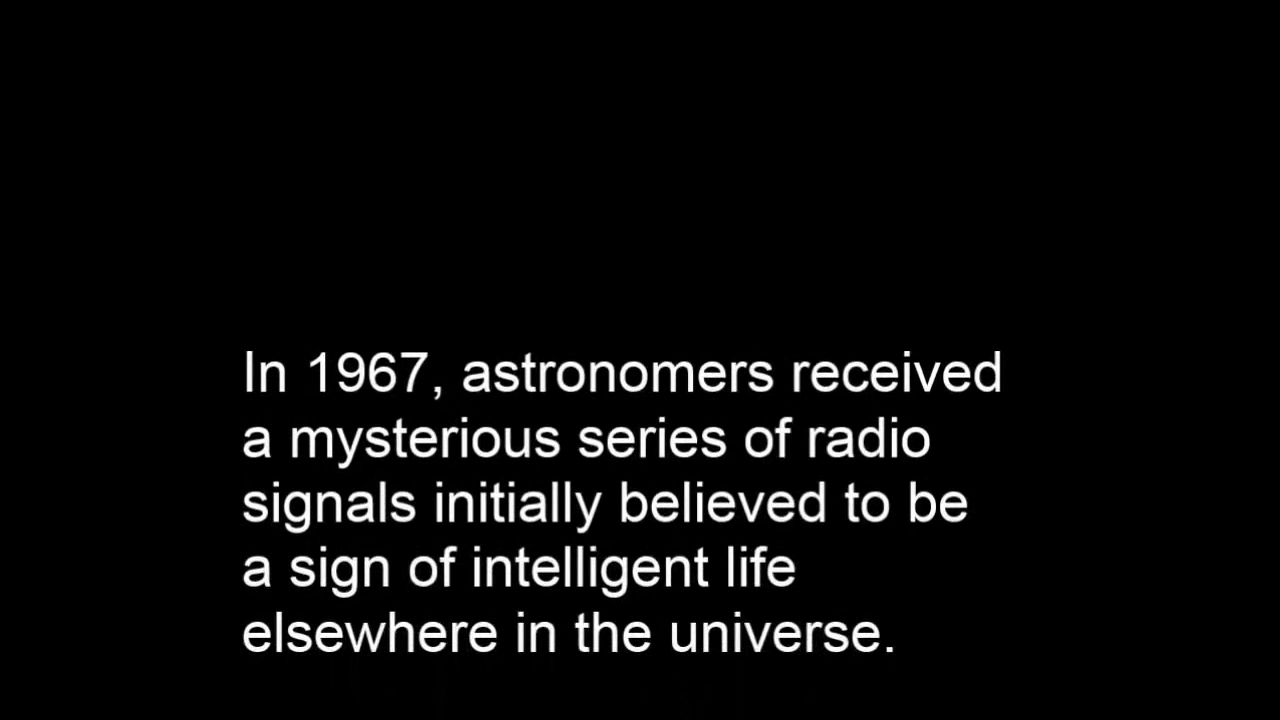 In 1967, astronomers received
a mysterious series of radio
signals initially believed to be
a sign of intelligent life
elsewhere in the universe.